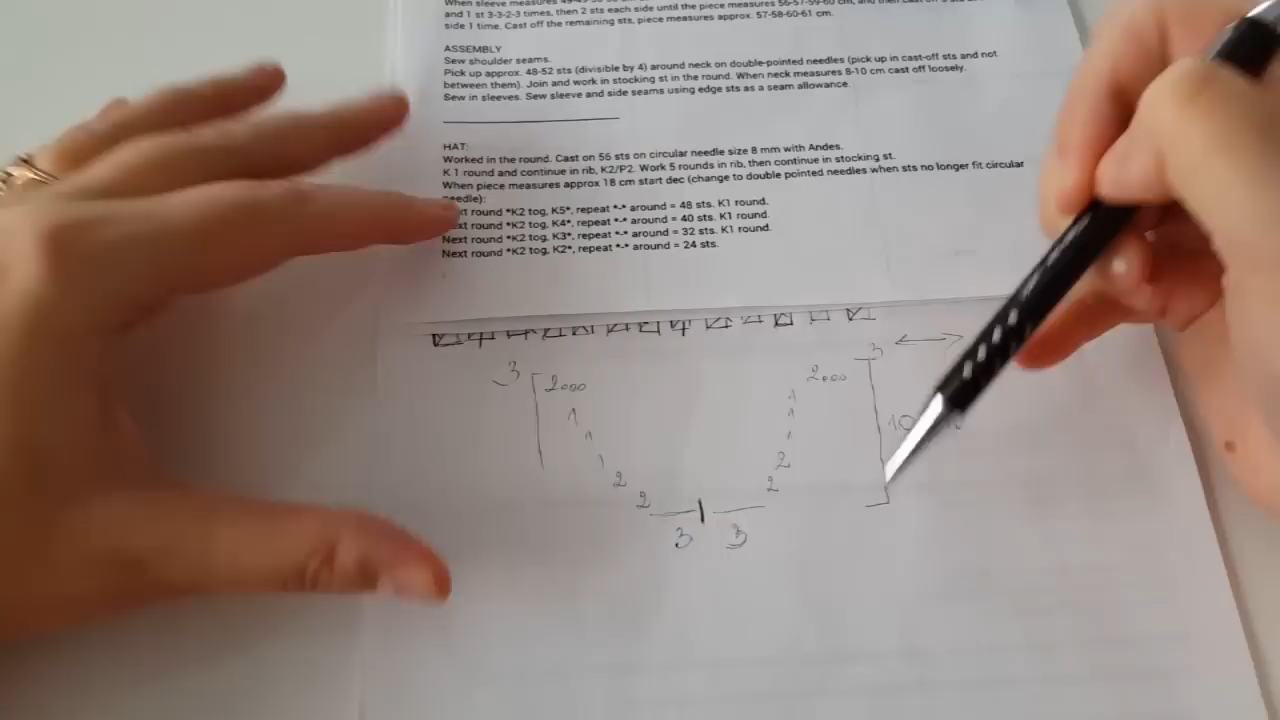 When sleeve measures
and 1 st 3-3-2-3 times, then 2 sts each side until the piece measures 56-57-59-60 cm, and then cast off
side 1 time. Cast off the remaining sts, piece measures approx. 57-58-60-61 cm.
ASSEMBLY
Sew shoulder seams.
Pick up approx. 48-52 sts (divisible by 4) around neck on double-pointed needles (pick up in cast-off sts and not
between them). Join and work in stocking st in the round. When neck measures 8-10 cm cast off loosely.
Sew in sleeves. Sew sleeve and side seams using edge sts as a seam allowance.
HAT:
Worked in the round. Cast on 56 sts on circular needle size 8 mm with Andes.
K 1 round and continue in rib, K2/P2. Work 5 rounds in rib, then continue in stocking st.
When piece measures approx 18 cm start dec (change to double pointed needles when sts no longer fit circular
needle):
Next round *K2 tog, K5*, repeat *-* around = 48 sts. K1 round.
Next round *K2 tog, K4*, repeat *-* around = 40 sts. K1 round.
Next round *K2 tog, K3*, repeat *-* around = 32 sts. K1 round.
Next round *K2 tog, K2*, repeat *-* around = 24 sts.
3 2000 2000 3
1 1
1 1
1 1
2 2
2 2
3 3
10